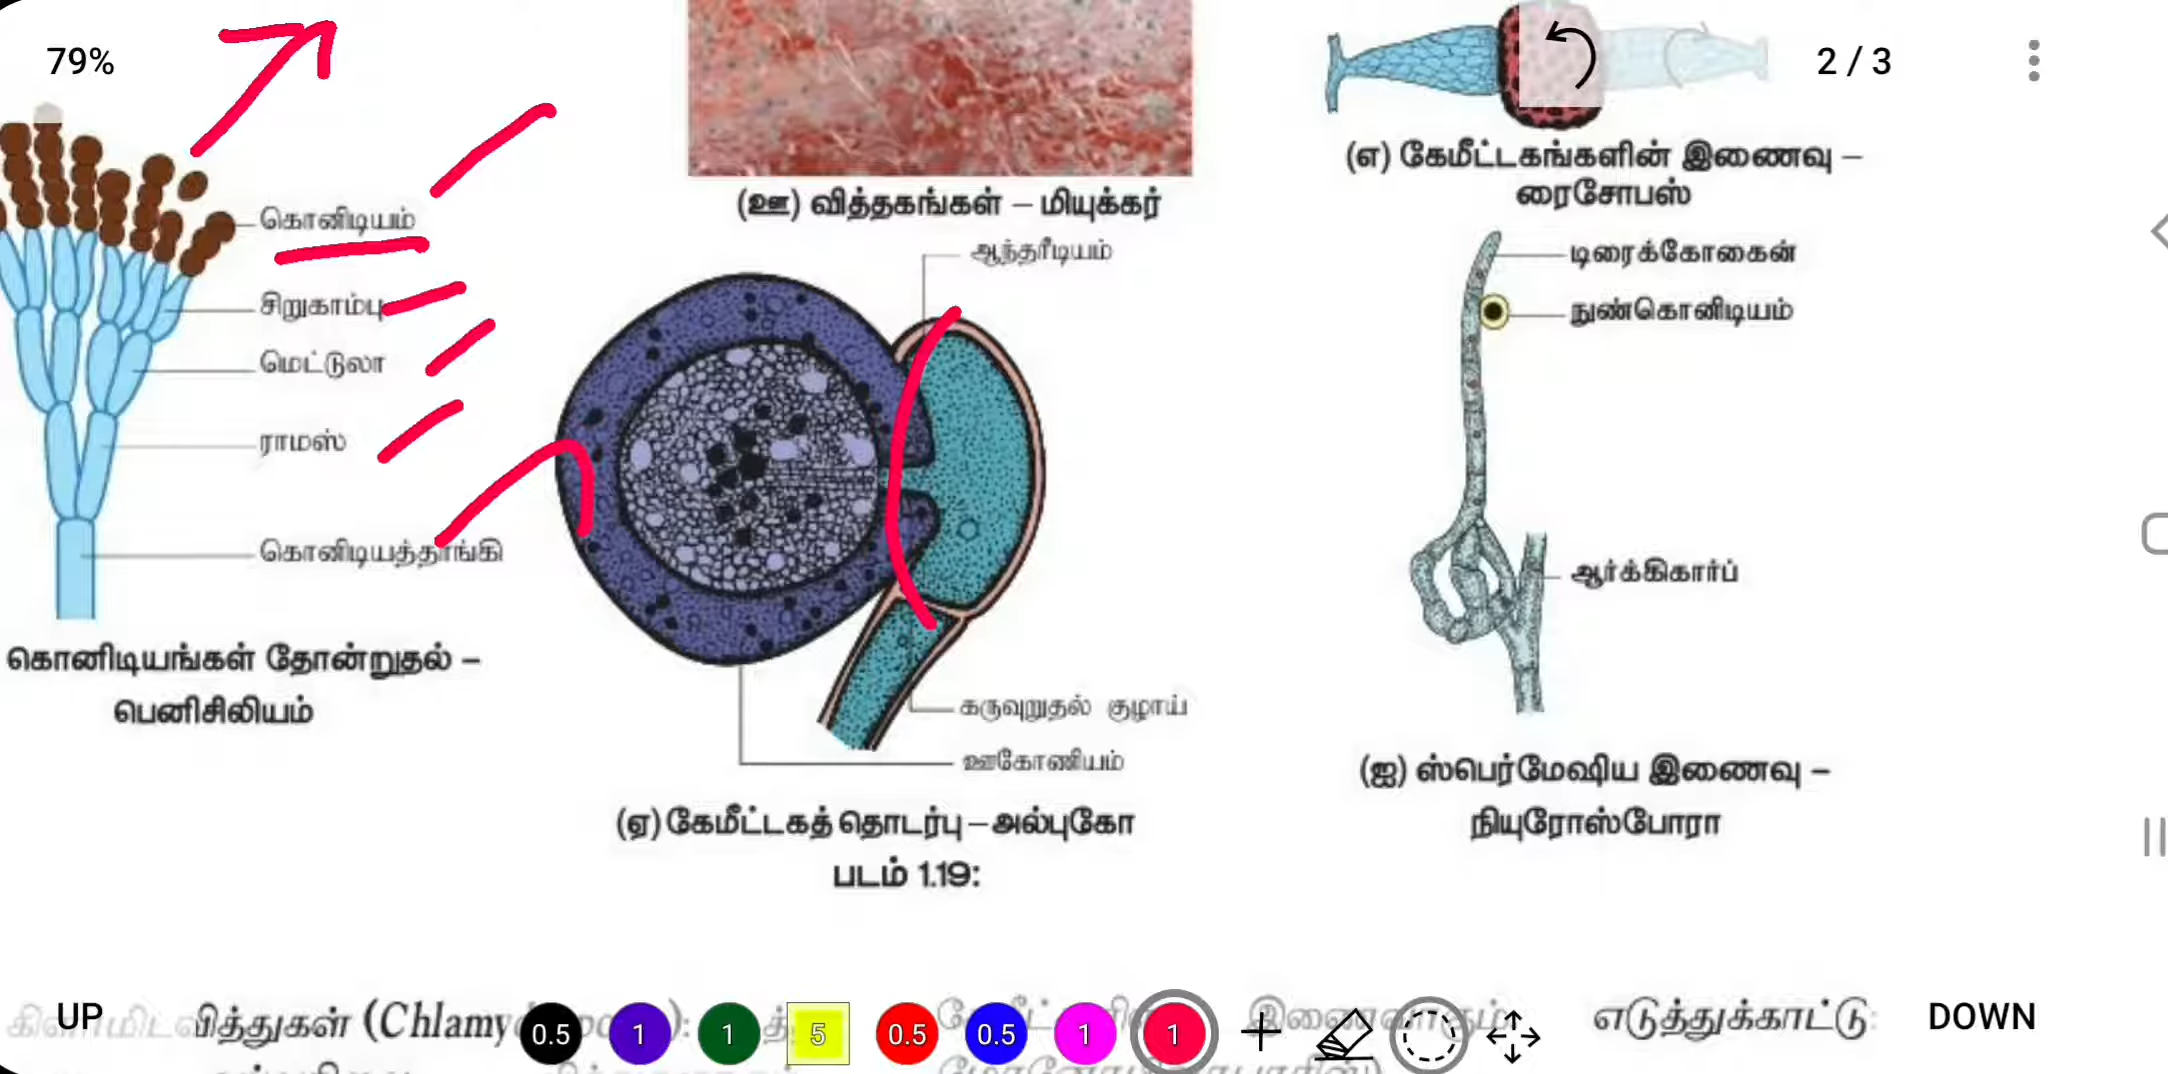 79%
2 / 3
(எ) கேமீட்டகங்களின் இணைவு –
ரைசோபஸ்
(ஊ) வித்தகங்கள் – மியுக்கர்
கொனிடியம்
சிறுகாம்பு
மெட்டுலா
ராமஸ்
கொனிடியத்தாங்கி
கொனிடியங்கள் தோன்றுதல் –
பெனிசிலியம்
ஆந்தரீடியம்
கருவுறுதல் குழாய்
ஊகோணியம்
(ஏ) கேமீட்டகத் தொடர்பு – அல்புகோ
படம் 1.19:
டிரைக்கோகைன்
நுண்கொனிடியம்
ஆர்க்கிகார்ப்
(ஐ) ஸ்பெர்மேஷிய இணைவு –
நியுரோஸ்போரா
UP
(Chlamy
எடுத்துக்காட்டு:
DOWN
0.5 1 1 5 0.5 0.5 1 1